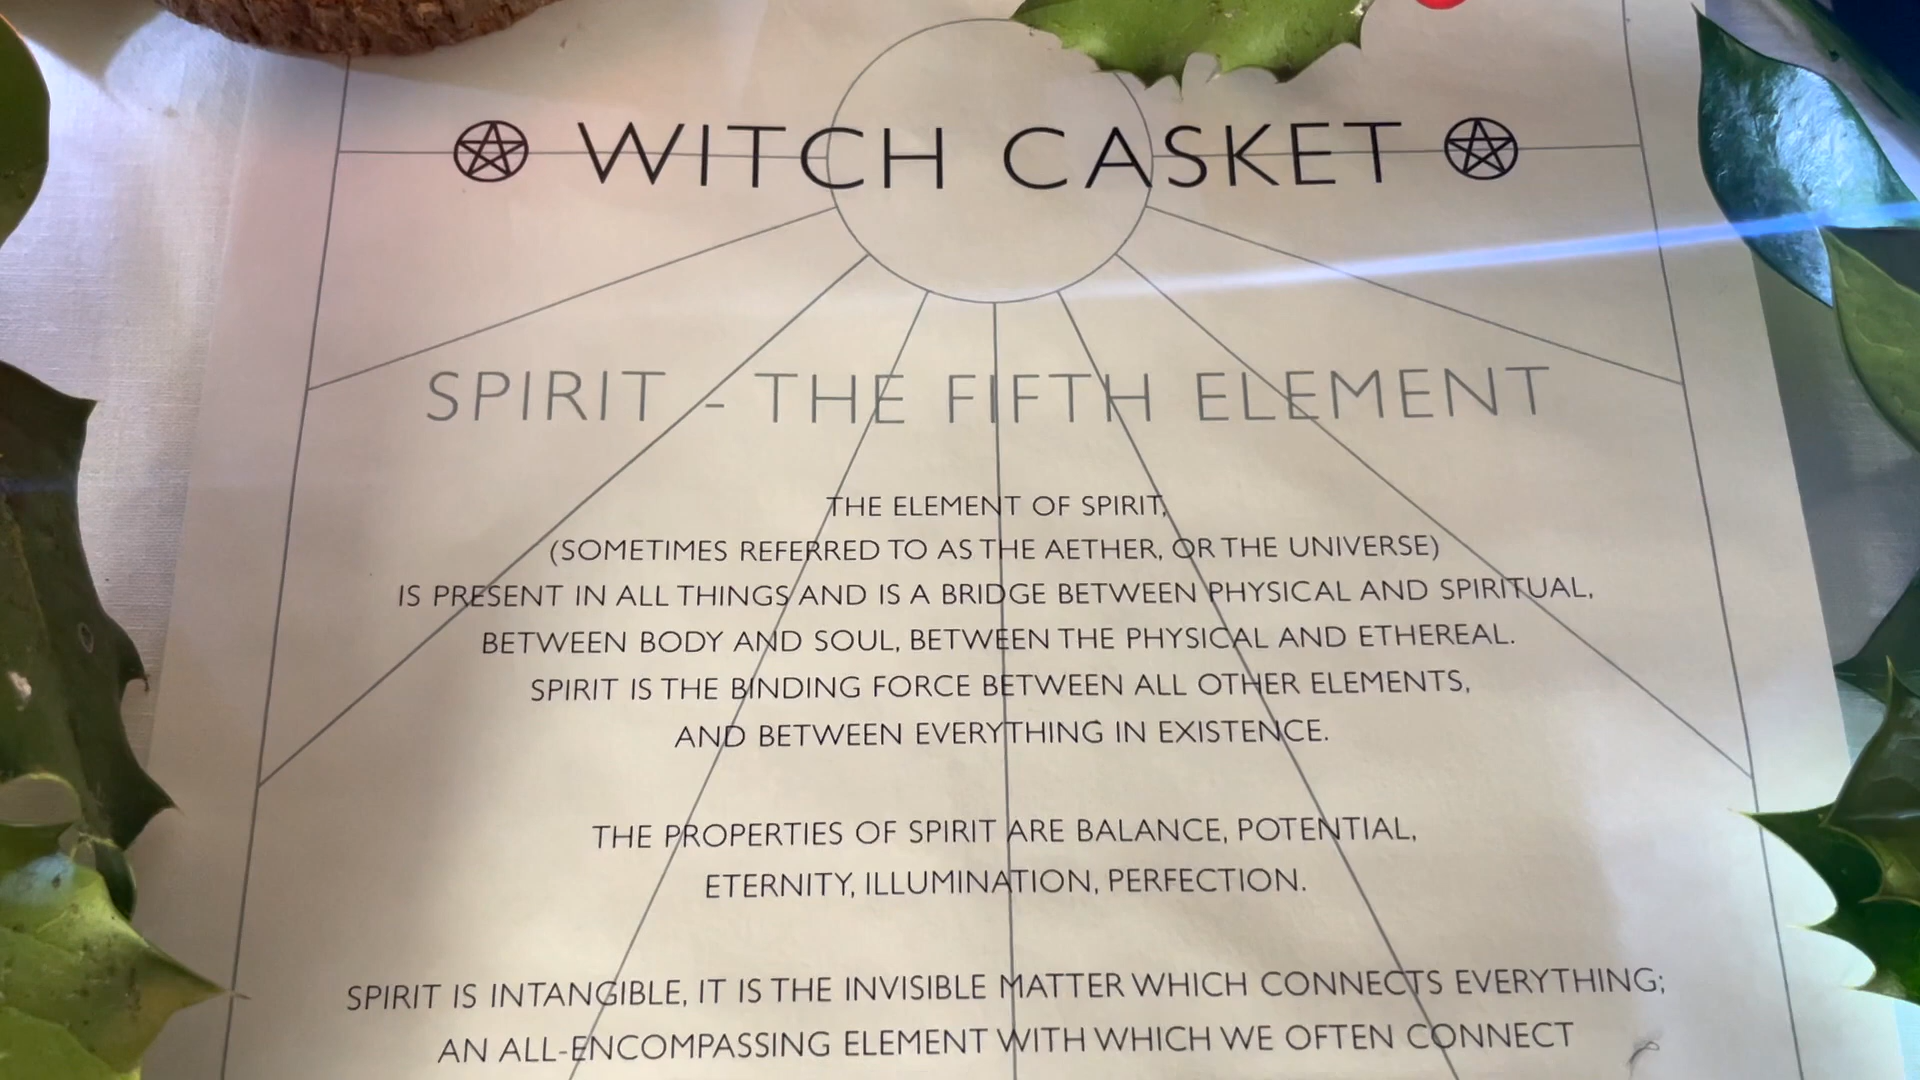 WITCH CASKET
SPIRIT - THE FIFTH ELEMENT
THE ELEMENT OF SPIRIT,
(SOMETIMES REFERRED TO AS THE AETHER, OR THE UNIVERSE)
IS PRESENT IN ALL THINGS AND IS A BRIDGE BETWEEN PHYSICAL AND SPIRITUAL,
BETWEEN BODY AND SOUL, BETWEEN THE PHYSICAL AND ETHEREAL.
SPIRIT IS THE BINDING FORCE BETWEEN ALL OTHER ELEMENTS,
AND BETWEEN EVERYTHING IN EXISTENCE.
THE PROPERTIES OF SPIRIT ARE BALANCE, POTENTIAL,
ETERNITY, ILLUMINATION, PERFECTION.
SPIRIT IS INTANGIBLE, IT IS THE INVISIBLE MATTER WHICH CONNECTS EVERYTHING;
AN ALL-ENCOMPASSING ELEMENT WITH WHICH WE OFTEN CONNECT